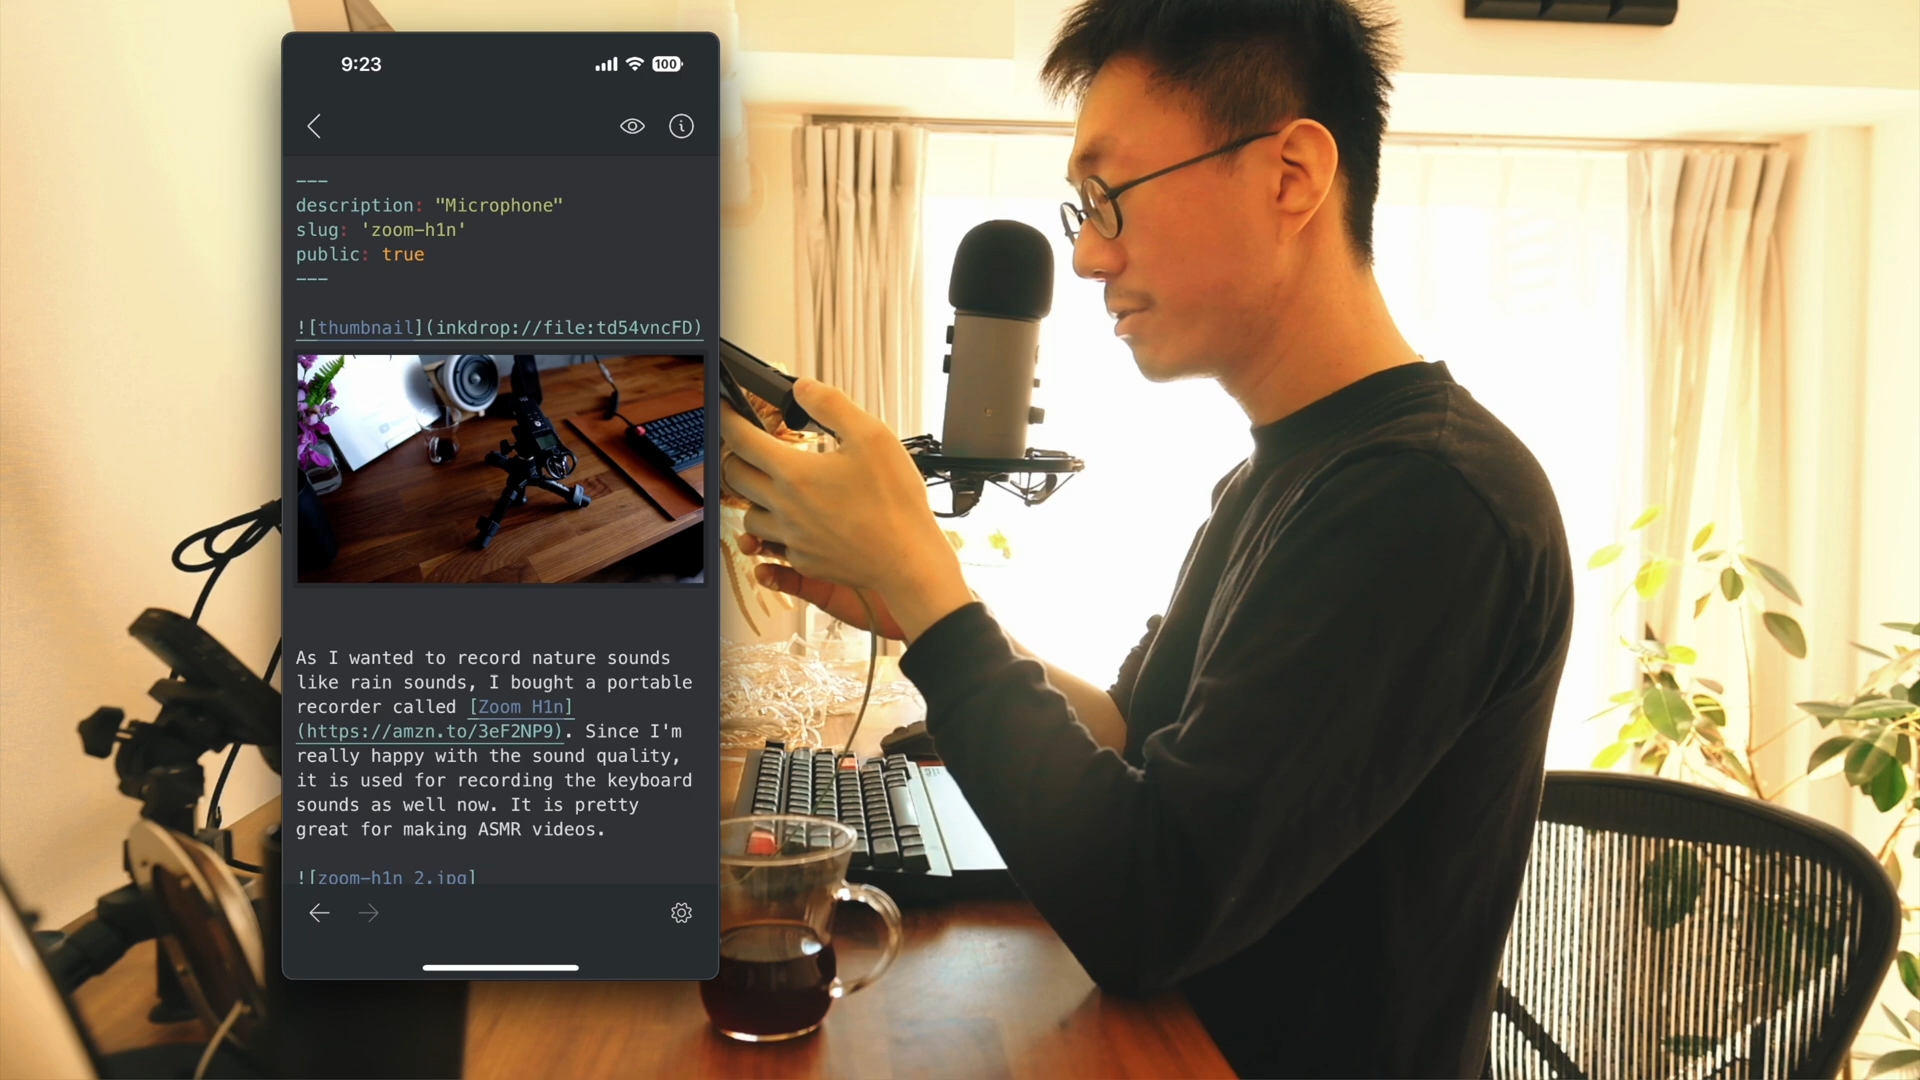 9:23
100
---
description: "Microphone"
slug: 'zoom-h1n'
public: true
---
![thumbnail](inkdrop://file:td54vncFD)
As I wanted to record nature sounds
like rain sounds, I bought a portable
recorder called [Zoom H1n]
(https://amzn.to/3eF2NP9). Since I'm
really happy with the sound quality,
it is used for recording the keyboard
sounds as well now. It is pretty
great for making ASMR videos.
![zoom-h1n 2.jpg]